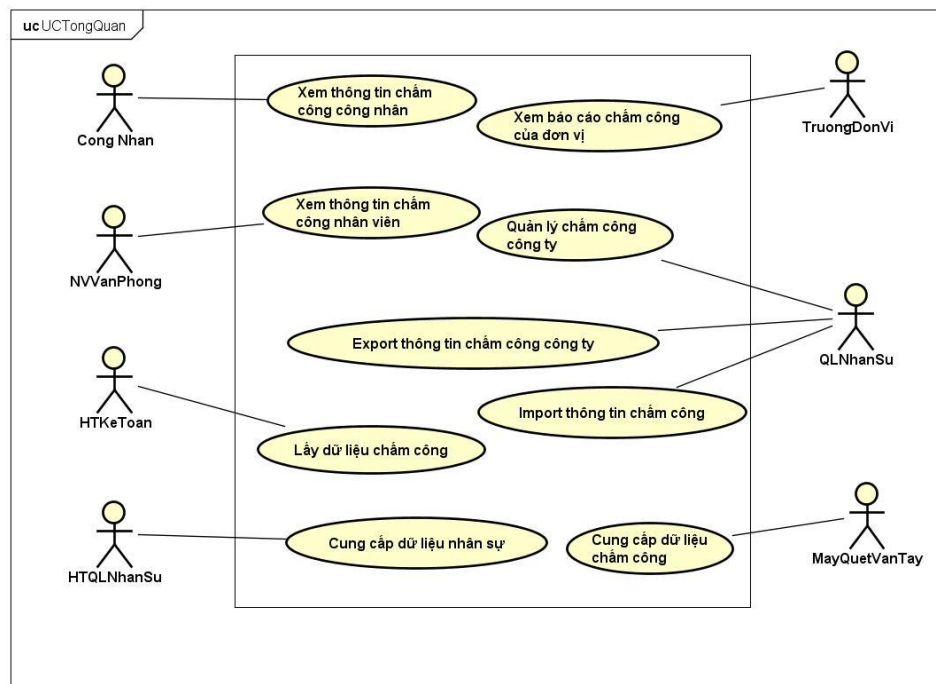 uc UCTongQuan
Xem thông tin chấm
công công nhân
Cong Nhan
Xem báo cáo chấm công
của đơn vị
TruongDonVi
Xem thông tin chấm
công nhân viên
NVVanPhong
Quản lý chấm công
công ty
Export thông tin chấm công công ty
QLNhanSu
HTKeToan
Import thông tin chấm công
Lấy dữ liệu chấm công
HTQLNhanSu
Cung cấp dữ liệu nhân sự
Cung cấp dữ liệu
chấm công
MayQuetVanTay